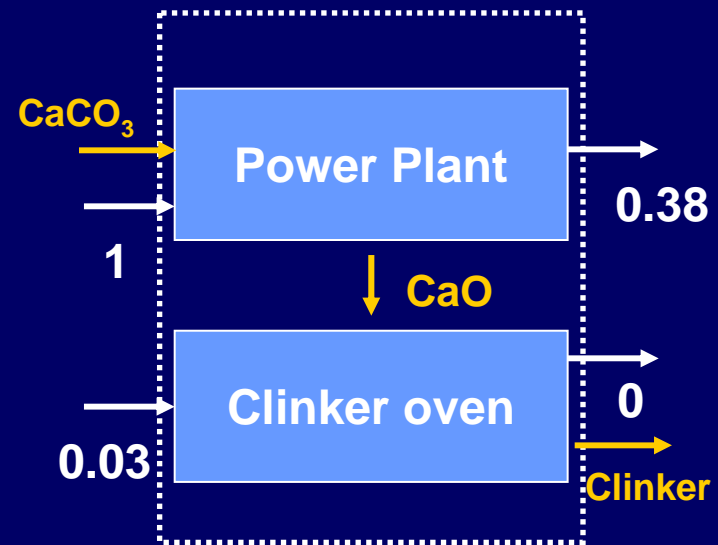 CaCO₃
Power Plant
0.38
1
CaO
Clinker oven
0
0.03
Clinker